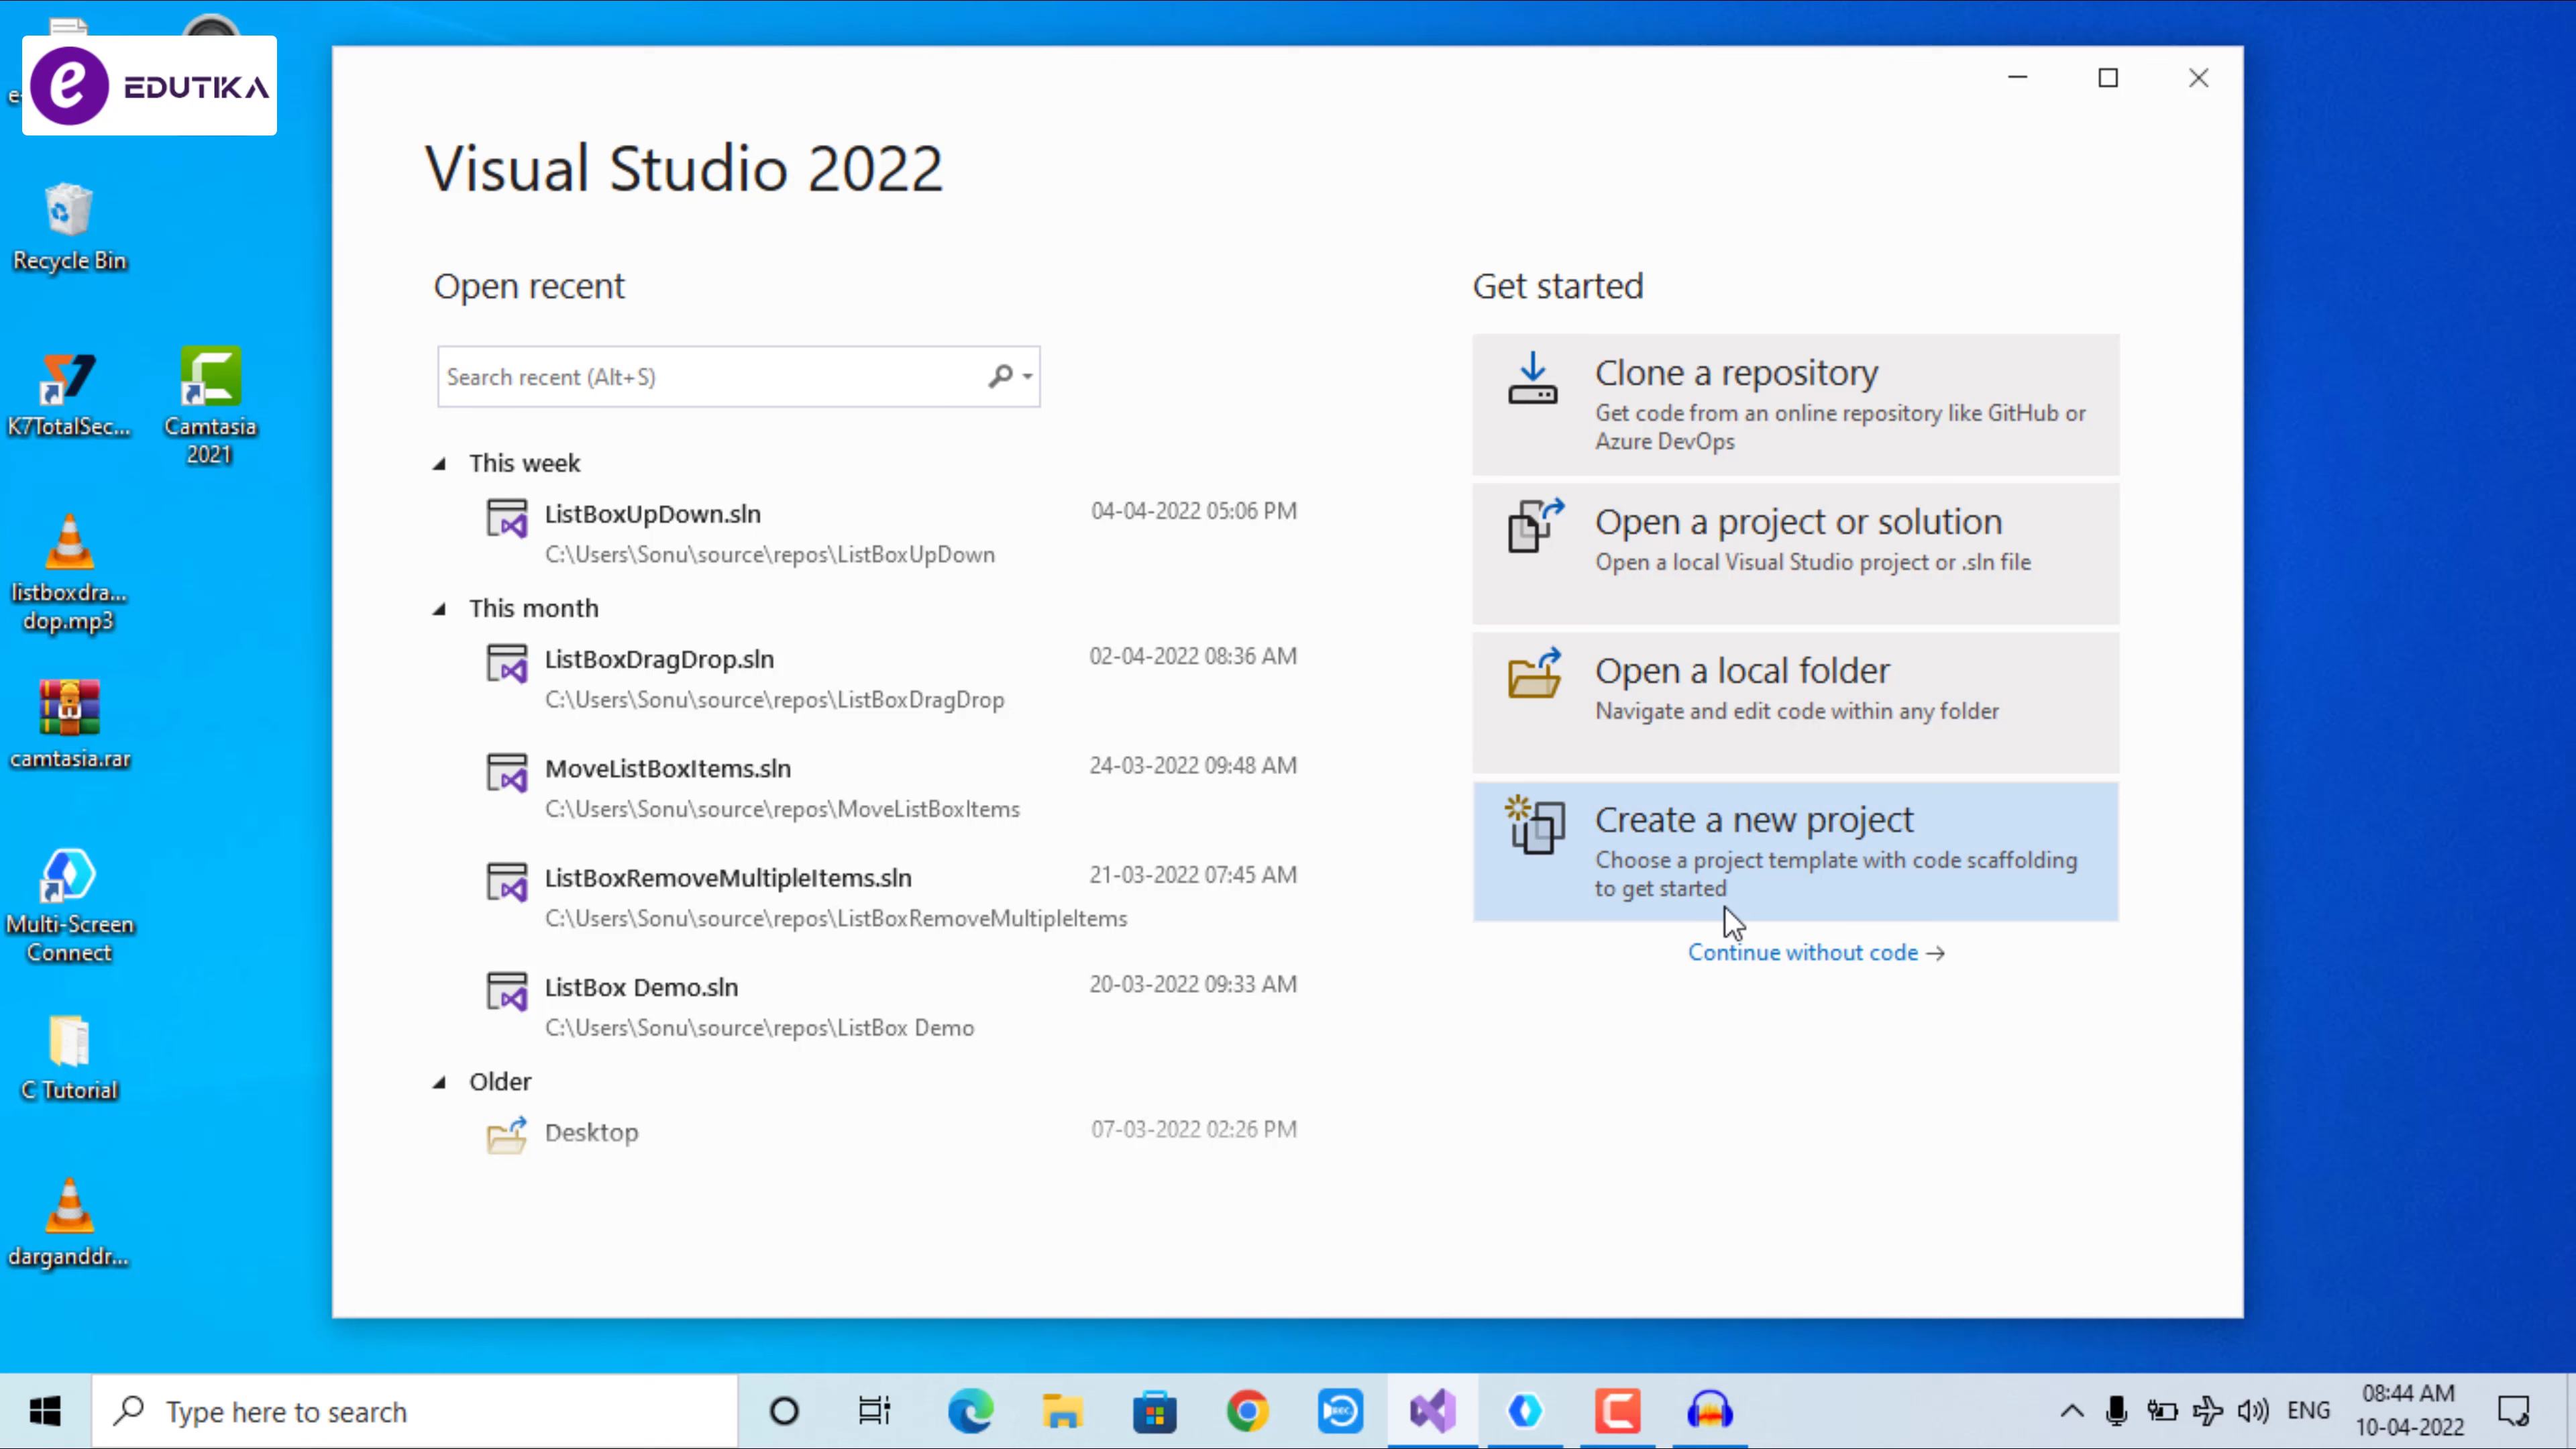 EDUTIKA
Recycle Bin
K7TotalSec...
Camtasia
2021
listboxdra...
dop.mp3
camtasia.rar
Multi-Screen
Connect
C Tutorial
darganddr...
Visual Studio 2022
Open recent
Search recent (Alt+S)
This week
ListBoxUpDown.sln
04-04-2022 05:06 PM
C:\Users\Sonu\source\repos\ListBoxUpDown
This month
ListBoxDragDrop.sln
02-04-2022 08:36 AM
C:\Users\Sonu\source\repos\ListBoxDragDrop
MoveListBoxItems.sln
24-03-2022 09:48 AM
C:\Users\Sonu\source\repos\MoveListBoxItems
ListBoxRemoveMultipleItems.sln
21-03-2022 07:45 AM
C:\Users\Sonu\source\repos\ListBoxRemoveMultipleItems
ListBox Demo.sln
20-03-2022 09:33 AM
C:\Users\Sonu\source\repos\ListBox Demo
Older
Desktop
07-03-2022 02:26 PM
Get started
Clone a repository
Get code from an online repository like GitHub or
Azure DevOps
Open a project or solution
Open a local Visual Studio project or .sln file
Open a local folder
Navigate and edit code within any folder
Create a new project
Choose a project template with code scaffolding
to get started
Continue without code →
Type here to search
REC
ENG
08:44 AM
10-04-2022